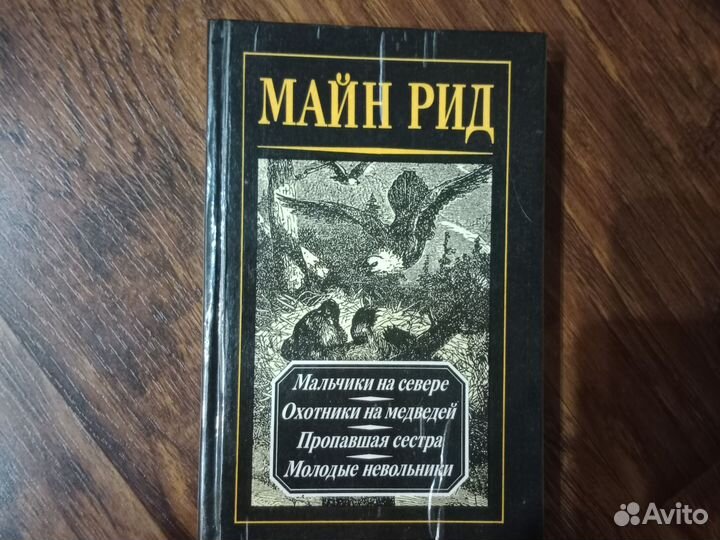 МАЙН РИД
Мальчики на севере
Охотники на медведей
Пропавшая сестра
Молодые невольники
Avito